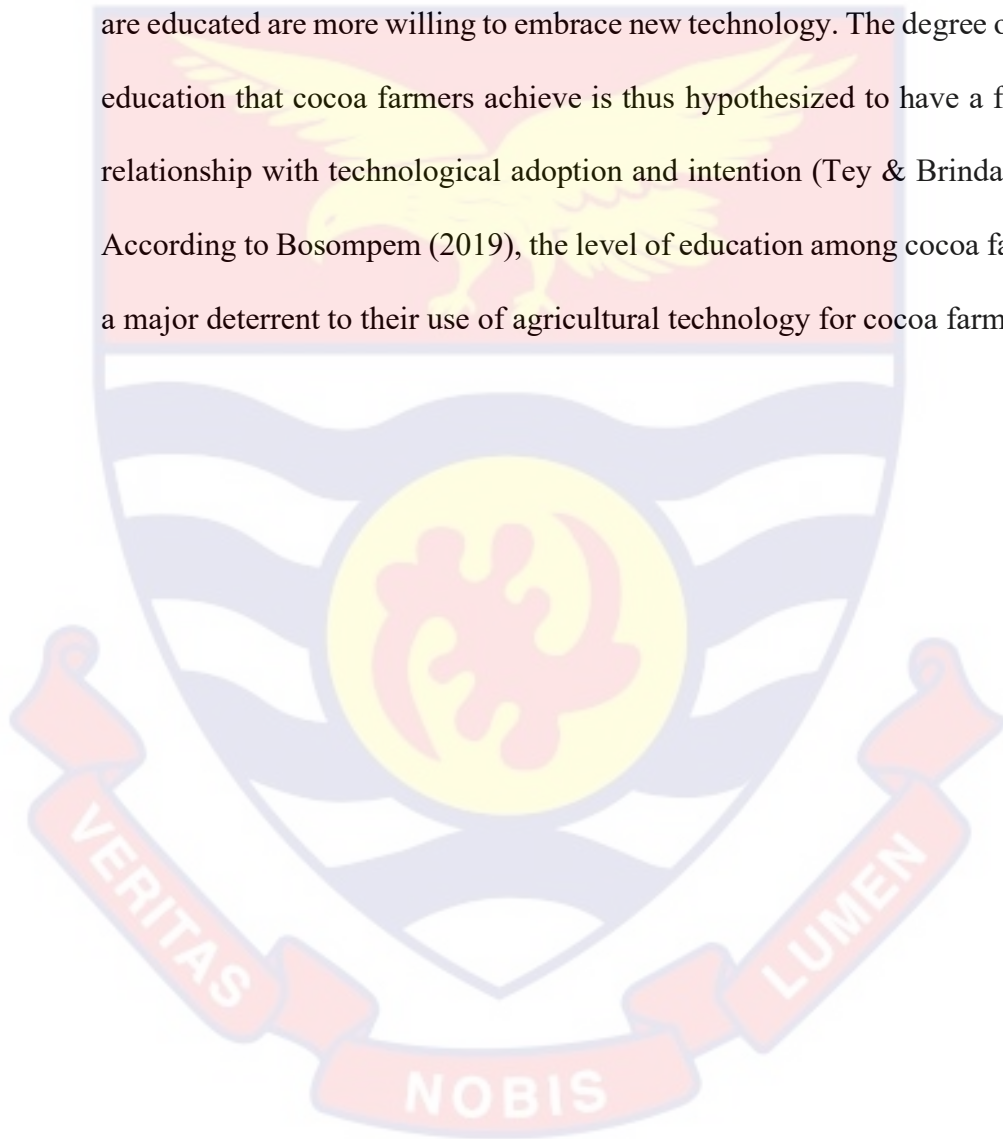 are educated are more willing to embrace new technology. The degree
education that cocoa farmers achieve is thus hypothesized to have a
relationship with technological adoption and intention (Tey & Brinda
According to Bosompem (2019), the level of education among cocoa
a major deterrent to their use of agricultural technology for cocoa farm
VERITAS
NOBIS
LUMEN